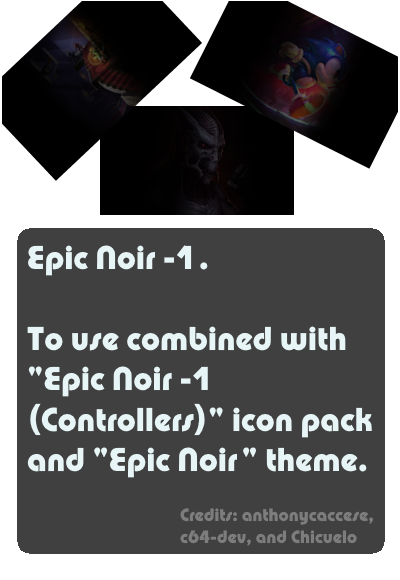 Epic Noir -1.
To use combined with
"Epic Noir -1
(Controllers)" icon pack
and "Epic Noir" theme.
Credits: anthonycaccese,
c64-dev, and Chicuelo